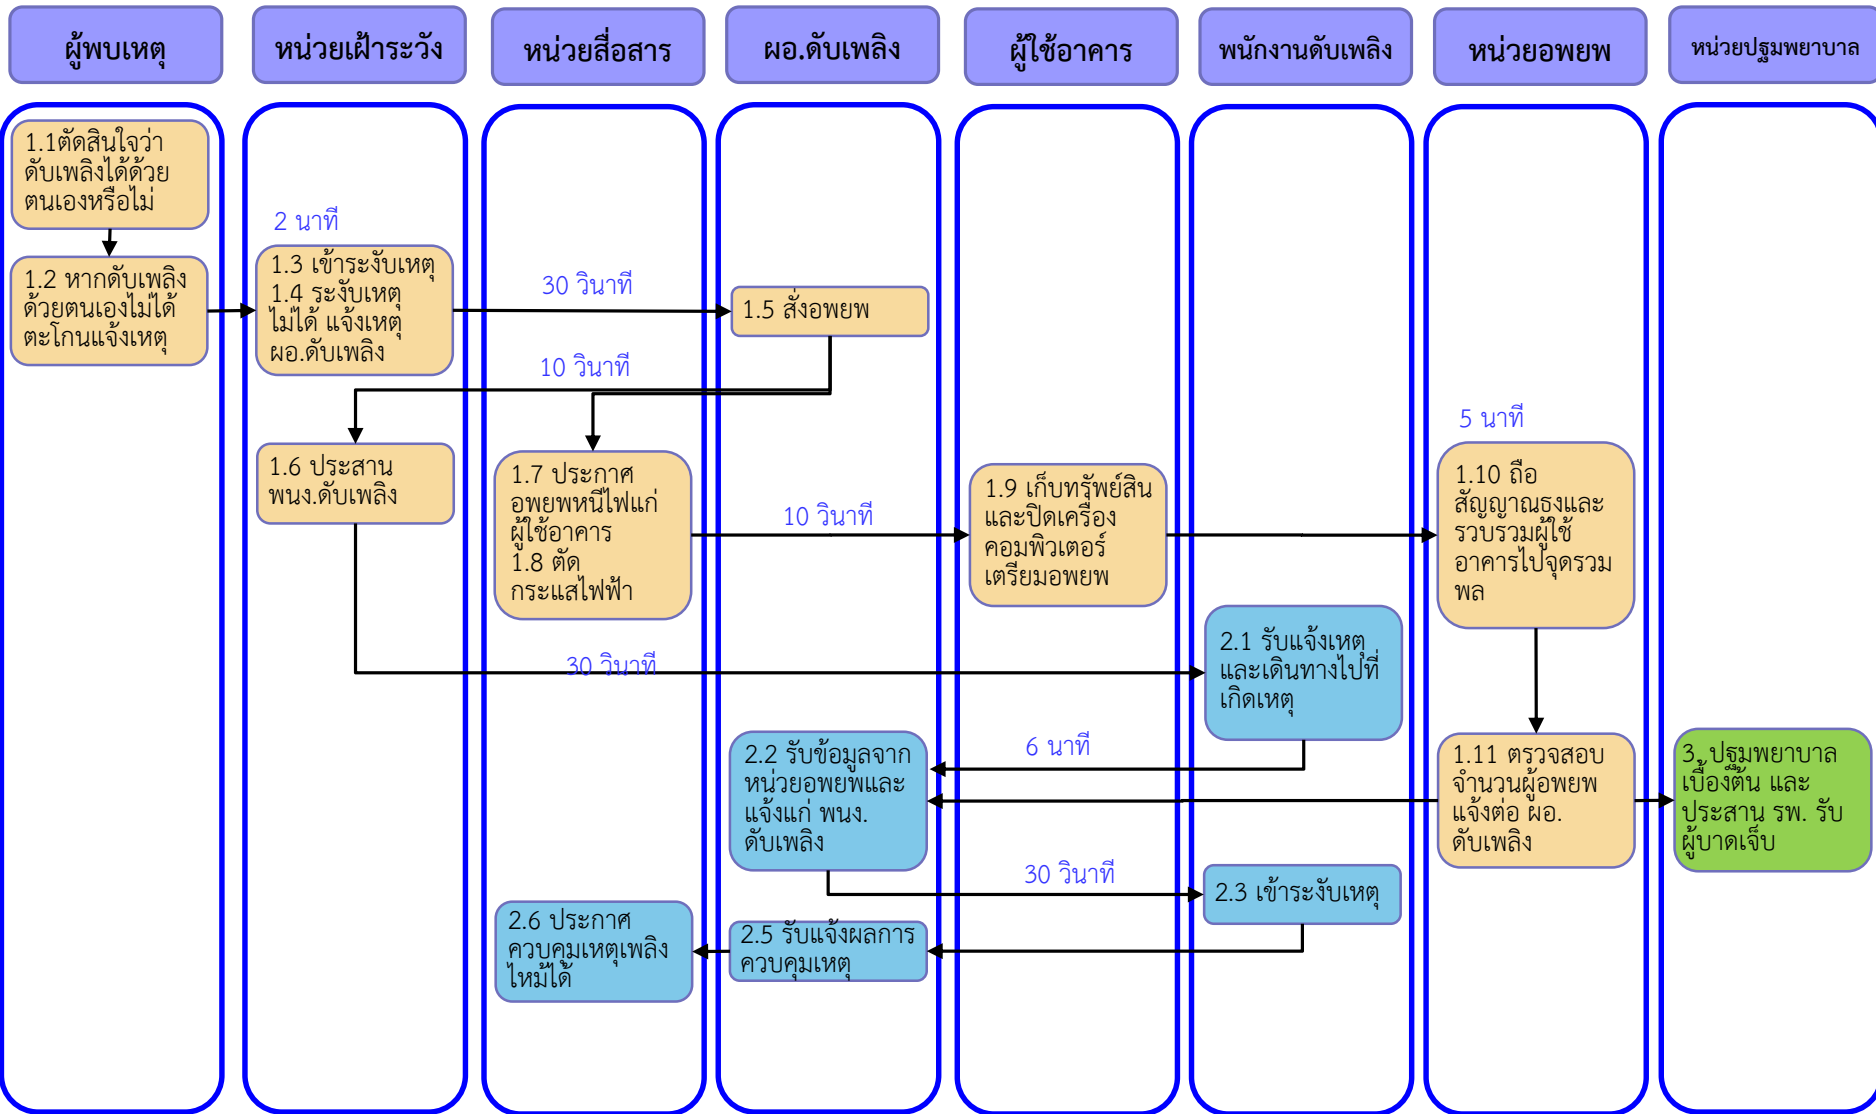 ผู้พบเหตุ
หน่วยเฝ้าระวัง
หน่วยสื่อสาร
ผอ.ดับเพลิง
ผู้ใช้อาคาร
พนักงานดับเพลิง
หน่วยอพยพ
หน่วยปฐมพยาบาล
1.1ตัดสินใจว่า
ดับเพลิงได้ด้วย
ตนเองหรือไม่
1.2 หากดับเพลิง
ด้วยตนเองไม่ได้
ตะโกนแจ้งเหตุ
2 นาที
1.3 เข้าระงับเหตุ
1.4 ระงับเหตุ
ไม่ได้ แจ้งเหตุ
ผอ.ดับเพลิง
30 วินาที
1.5 สั่งอพยพ
10 วินาที
1.6 ประสาน
พนง.ดับเพลิง
1.7 ประกาศ
อพยพหนีไฟแก่
ผู้ใช้อาคาร
1.8 ตัด
กระแสไฟฟ้า
10 วินาที
1.9 เก็บทรัพย์สิน
และปิดเครื่อง
คอมพิวเตอร์
เตรียมอพยพ
5 นาที
1.10 ถือ
สัญญาณธงและ
รวบรวมผู้ใช้
อาคารไปจุดรวม
พล
30 วินาที
2.1 รับแจ้งเหตุ
และเดินทางไปที่
เกิดเหตุ
6 นาที
2.2 รับข้อมูลจาก
หน่วยอพยพและ
แจ้งแก่ พนง.
ดับเพลิง
1.11 ตรวจสอบ
จำนวนผู้อพยพ
แจ้งต่อ ผอ.
ดับเพลิง
3. ปฐมพยาบาล
เบื้องต้น และ
ประสาน รพ. รับ
ผู้บาดเจ็บ
30 วินาที
2.3 เข้าระงับเหตุ
2.5 รับแจ้งผลการ
ควบคุมเหตุ
2.6 ประกาศ
ควบคุมเหตุเพลิง
ไหม้ได้